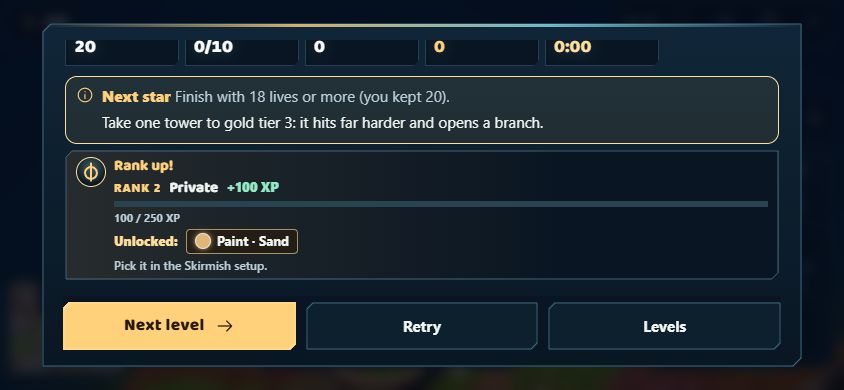 20 0/10 0 0 0:00
Next star Finish with 18 lives or more (you kept 20).
Take one tower to gold tier 3: it hits far harder and opens a branch.
Rank up!
RANK 2 Private +100 XP
100 / 250 XP
Unlocked: Paint · Sand
Pick it in the Skirmish setup.
Next level → Retry Levels